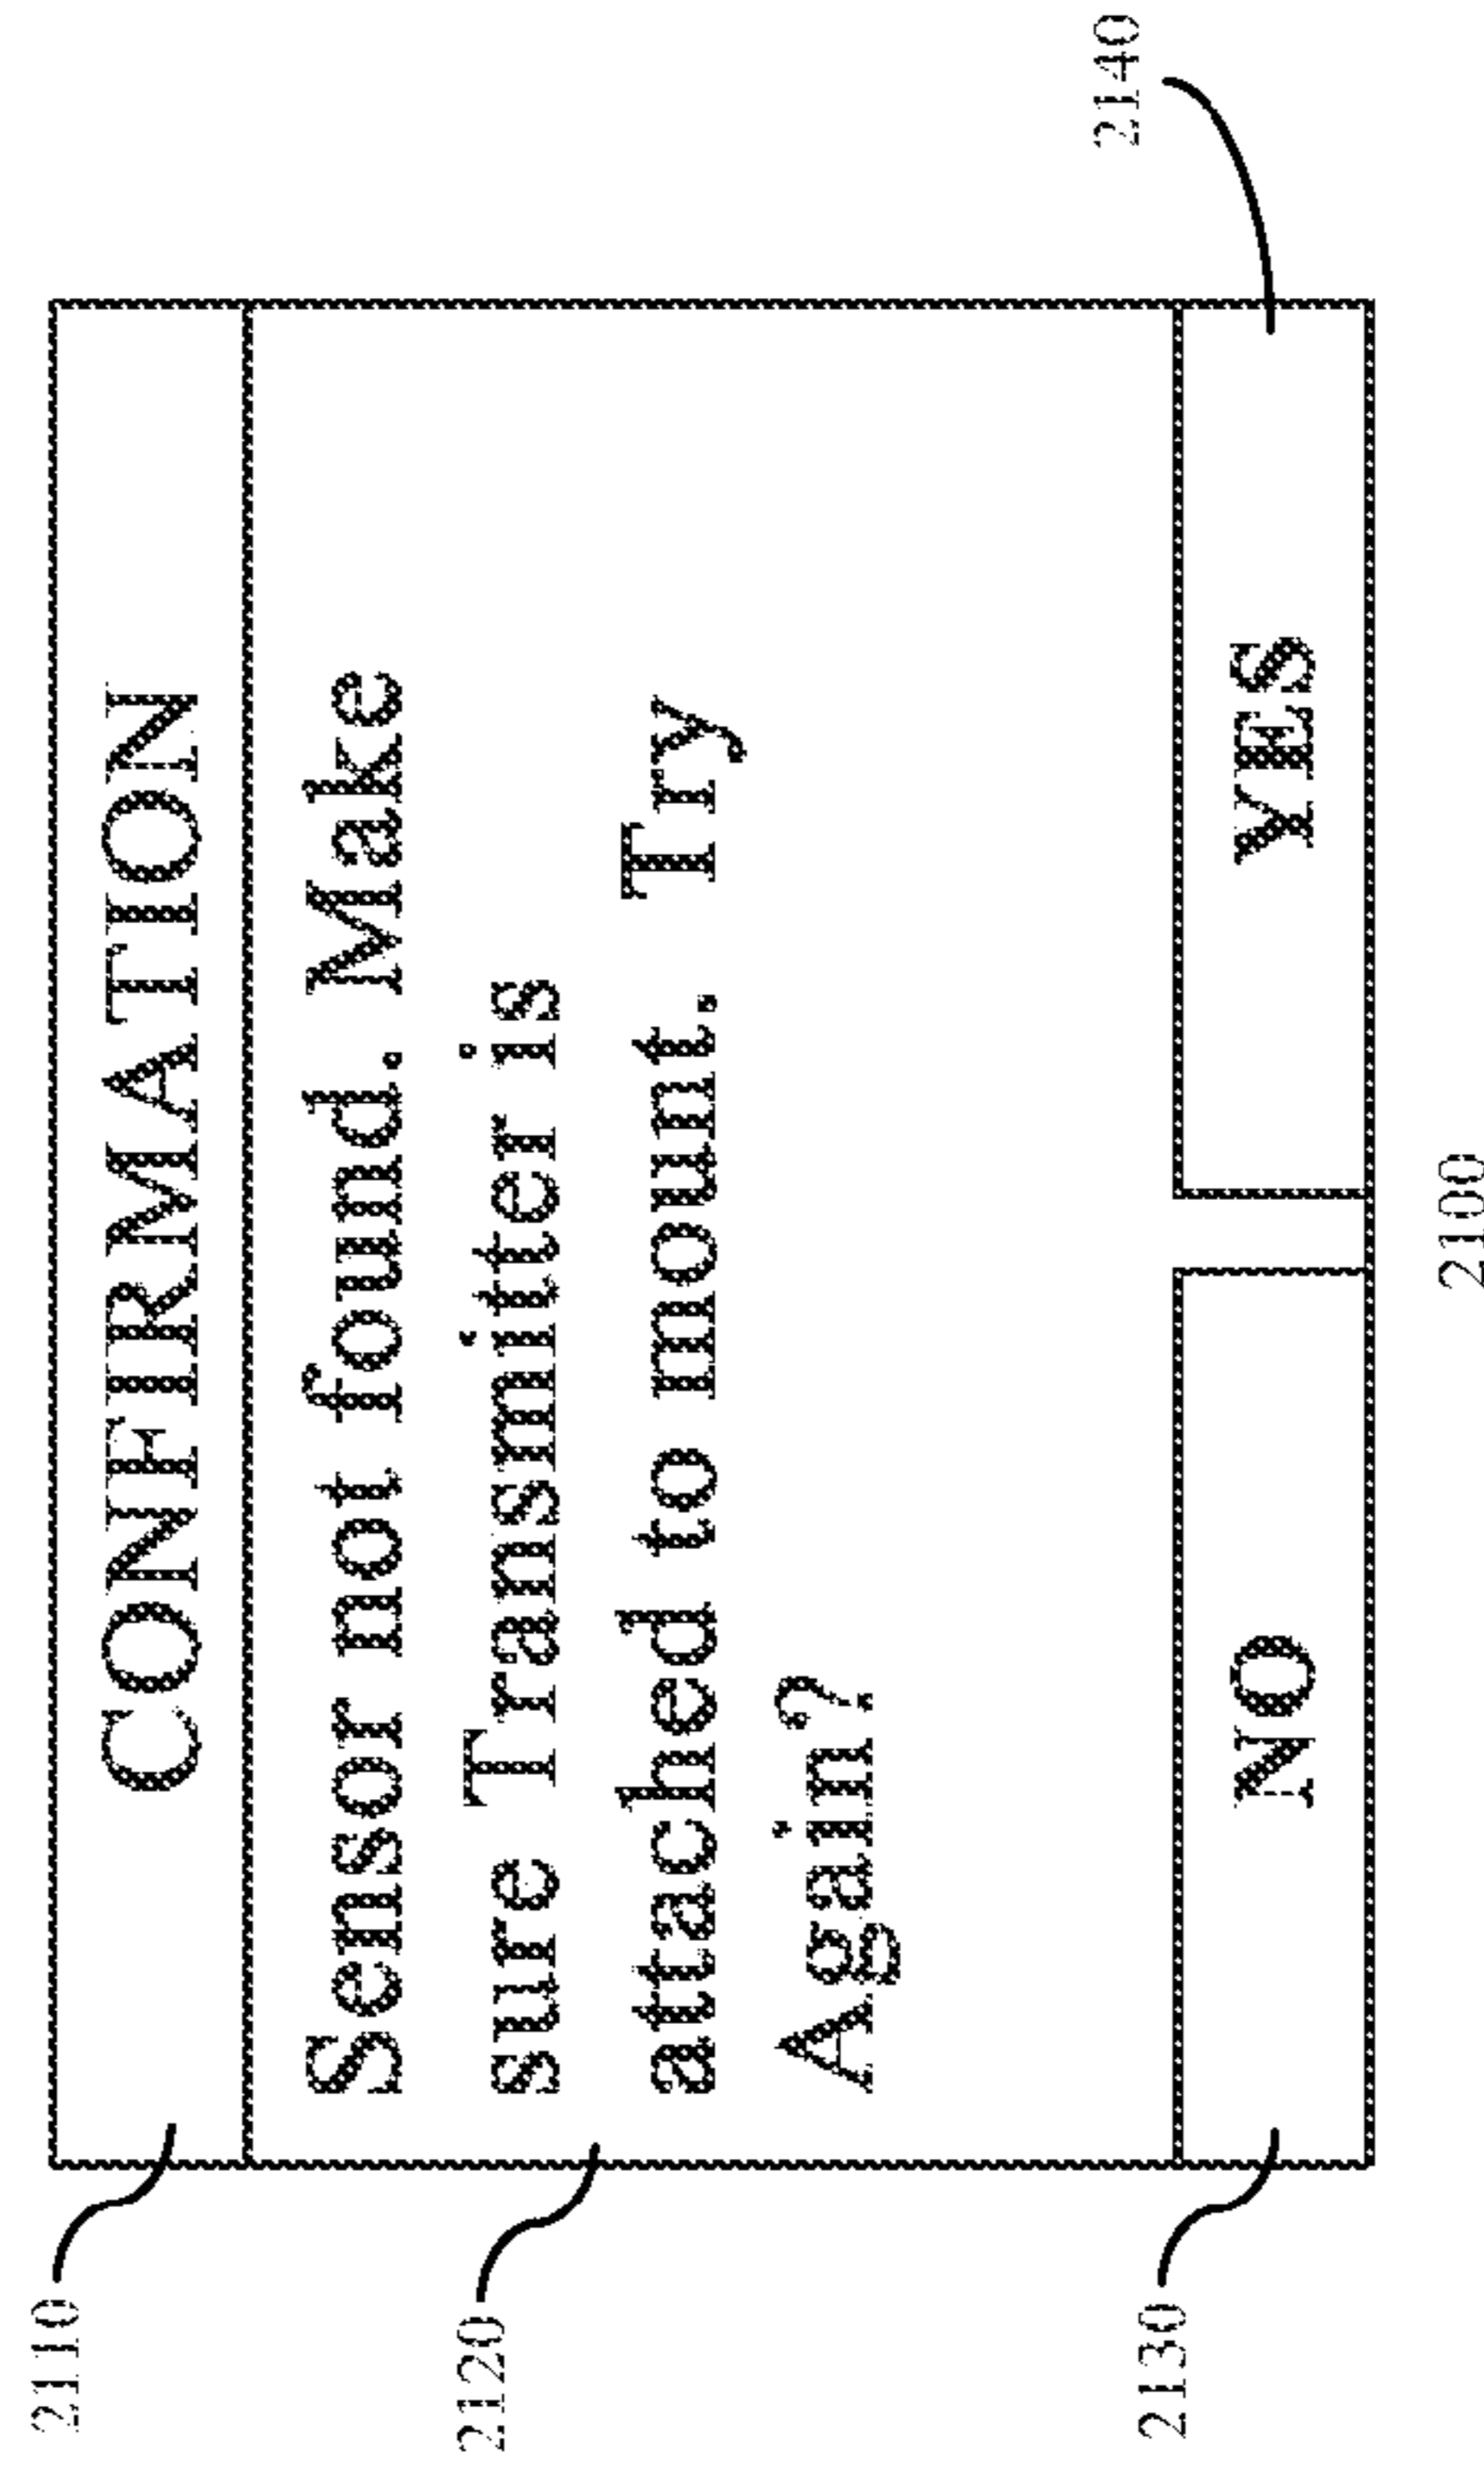 2110
CONFIRMATION
2120
Sensor not found. Make
sure Transmitter is
attached to mount. Try
Again?
2130
NO
YES
2140
2100